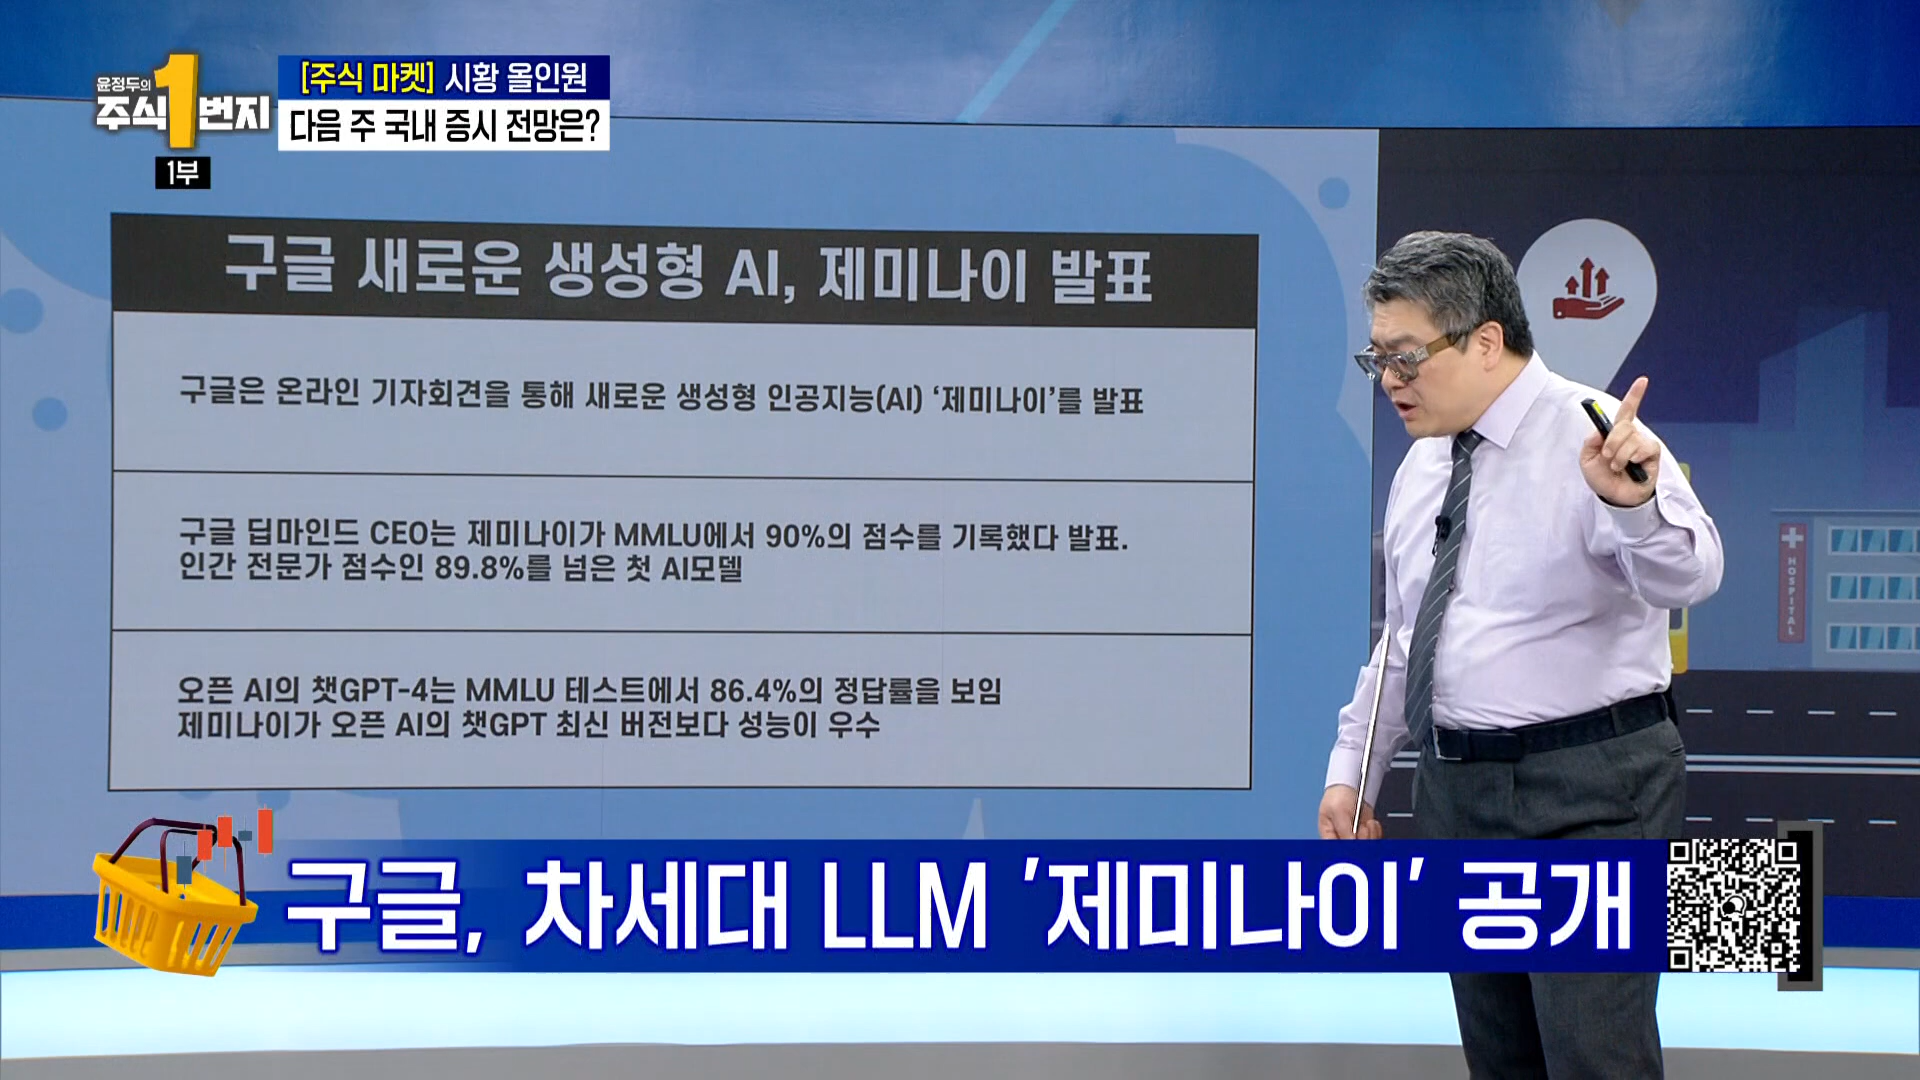 윤정두의
주식1번지
1부
[주식 마켓] 시황 올인원
다음 주 국내 증시 전망은?
구글 새로운 생성형 AI, 제미나이 발표
구글은 온라인 기자회견을 통해 새로운 생성형 인공지능(AI) ‘제미나이’를 발표
구글 딥마인드 CEO는 제미나이가 MMLU에서 90%의 점수를 기록했다 발표.
인간 전문가 점수인 89.8%를 넘은 첫 AI모델
오픈 AI의 챗GPT-4는 MMLU 테스트에서 86.4%의 정답률을 보임
제미나이가 오픈 AI의 챗GPT 최신 버전보다 성능이 우수
HOSPITAL
구글, 차세대 LLM '제미나이' 공개